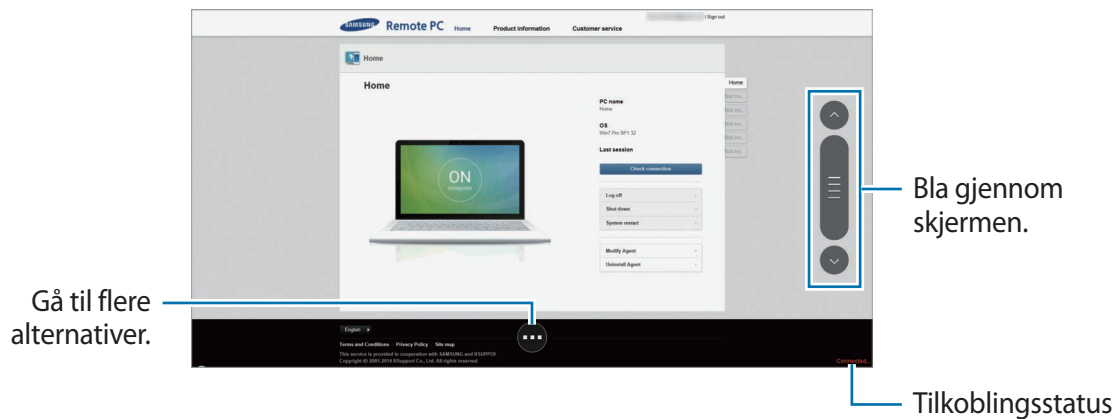 | Sign out
SAMSUNG Remote PC Home Product information Customer service
Home
Home
Home
PC name
Home
OS
Win7 Pro SP1 32
Last session
ON
computer
Check connection
Log off
Shut down
System restart
Modify Agent
Uninstall Agent
Bla gjennom
skjermen.
Gå til flere
alternativer.
English
Terms and Conditions Privacy Policy Site map
This service is provided in cooperation with SAMSUNG and RSUPPOR
Copyright © 2001-2014 RSupport Co., Ltd. All rights reserved
Connected..
Tilkoblingsstatus